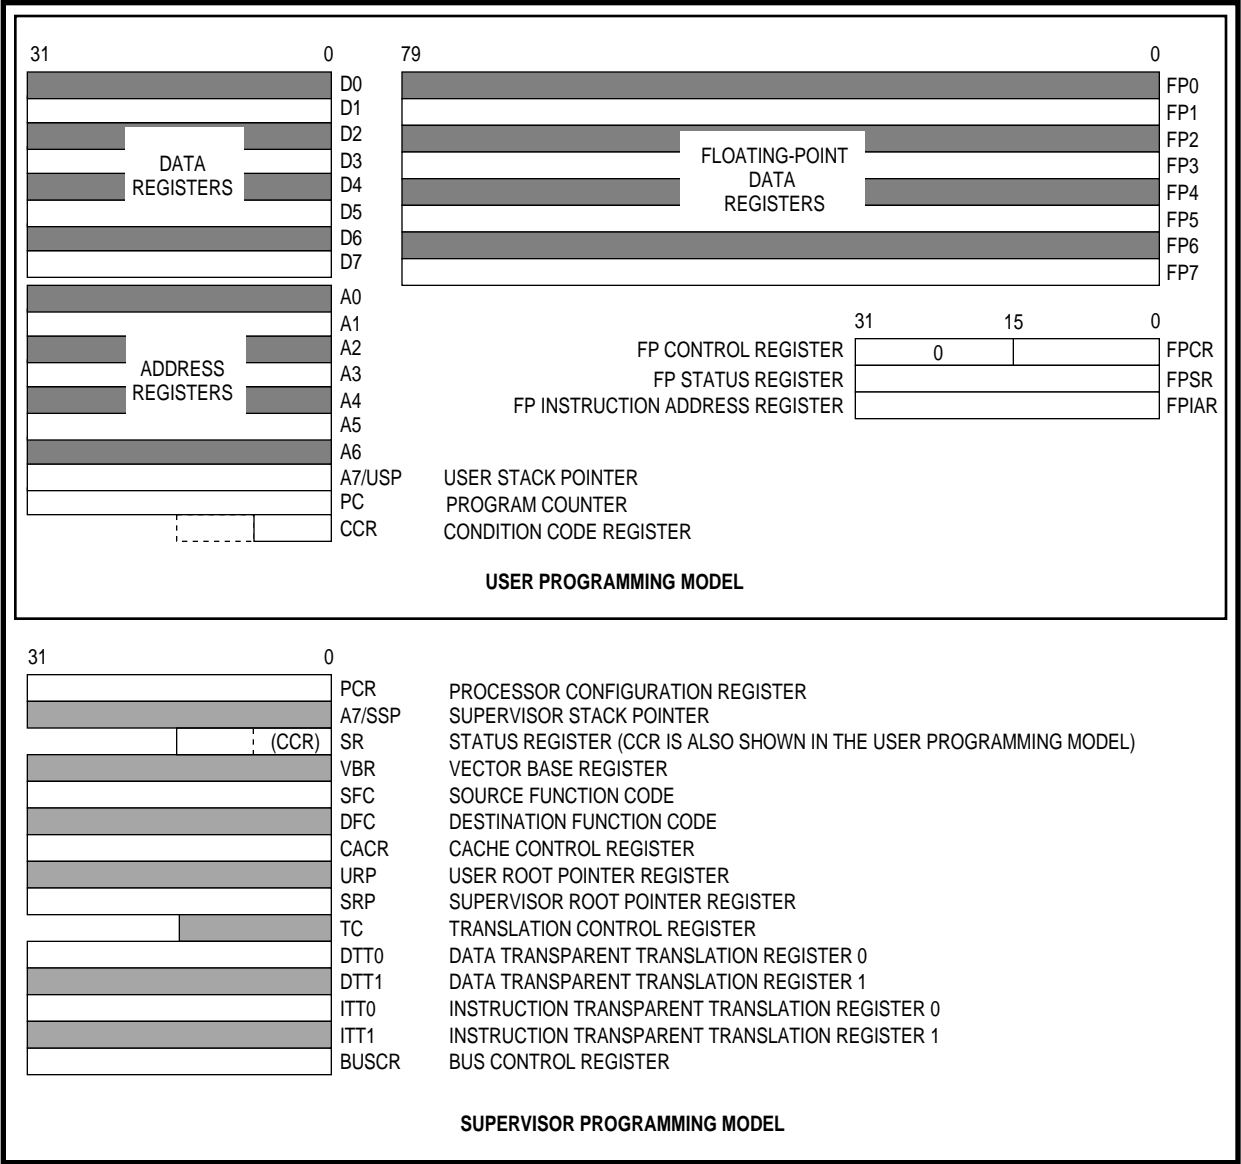 31 0 79 0
D0
D1
D2
D3
D4
D5
D6
D7
DATA
REGISTERS
FP0
FP1
FP2
FP3
FP4
FP5
FP6
FP7
FLOATING-POINT
DATA
REGISTERS
A0
A1
A2
A3
A4
A5
A6
ADDRESS
REGISTERS
31 15 0
FP CONTROL REGISTER 0 FPCR
FP STATUS REGISTER FPSR
FP INSTRUCTION ADDRESS REGISTER FPIAR
A7/USP USER STACK POINTER
PC PROGRAM COUNTER
CCR CONDITION CODE REGISTER
USER PROGRAMMING MODEL
31 0
PCR PROCESSOR CONFIGURATION REGISTER
A7/SSP SUPERVISOR STACK POINTER
(CCR) SR STATUS REGISTER (CCR IS ALSO SHOWN IN THE USER PROGRAMMING MODEL)
VBR VECTOR BASE REGISTER
SFC SOURCE FUNCTION CODE
DFC DESTINATION FUNCTION CODE
CACR CACHE CONTROL REGISTER
URP USER ROOT POINTER REGISTER
SRP SUPERVISOR ROOT POINTER REGISTER
TC TRANSLATION CONTROL REGISTER
DTT0 DATA TRANSPARENT TRANSLATION REGISTER 0
DTT1 DATA TRANSPARENT TRANSLATION REGISTER 1
ITT0 INSTRUCTION TRANSPARENT TRANSLATION REGISTER 0
ITT1 INSTRUCTION TRANSPARENT TRANSLATION REGISTER 1
BUSCR BUS CONTROL REGISTER
SUPERVISOR PROGRAMMING MODEL